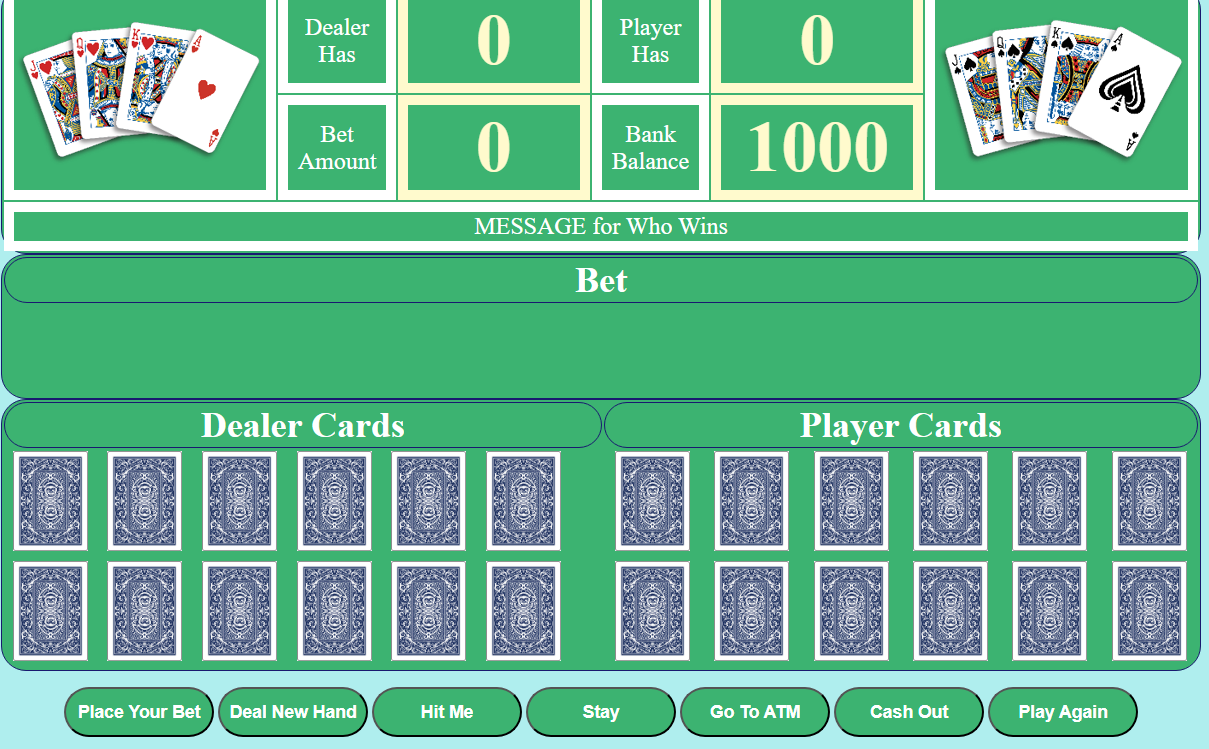 J
Q
K
A
A
Dealer
Has
0
Player
Has
0
J
Q
K
A
A
Bet
Amount
0
Bank
Balance
1000
MESSAGE for Who Wins
Bet
Dealer Cards
Player Cards
Place Your Bet
Deal New Hand
Hit Me
Stay
Go To ATM
Cash Out
Play Again